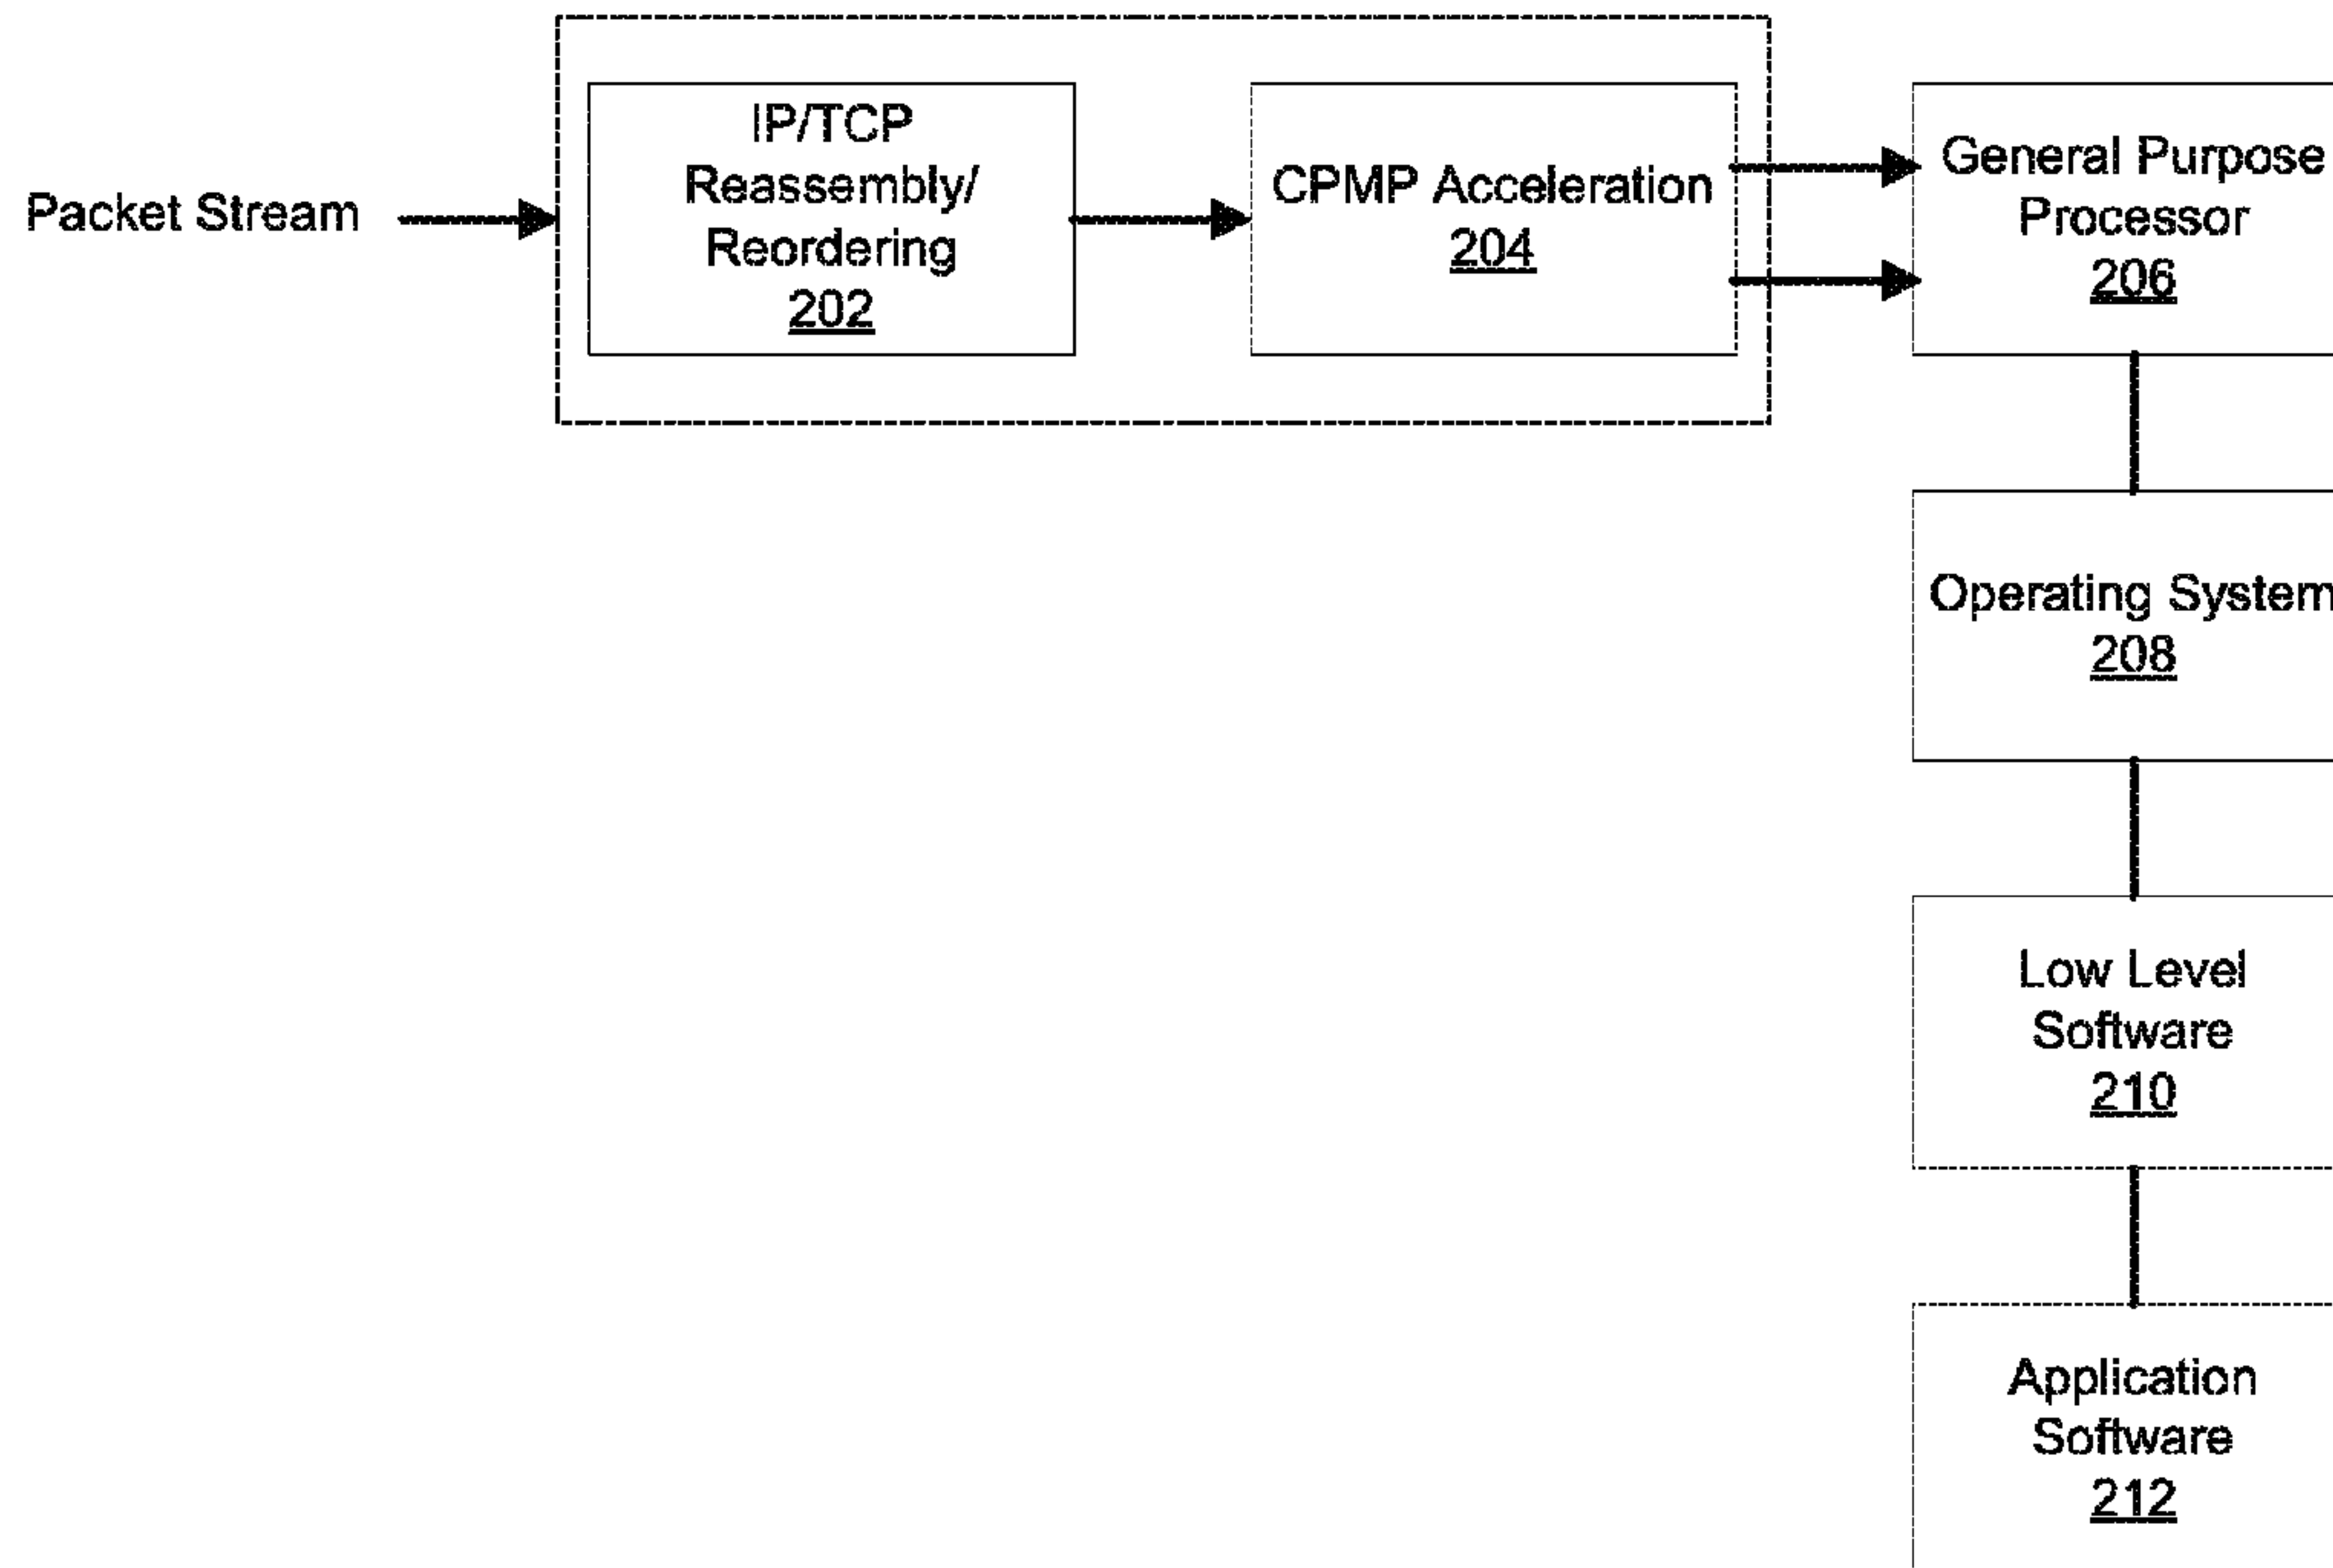 Packet Stream
IP/TCP
Reassembly/
Reordering
202
CPMP Acceleration
204
General Purpose
Processor
206
Operating System
208
Low Level
Software
210
Application
Software
212